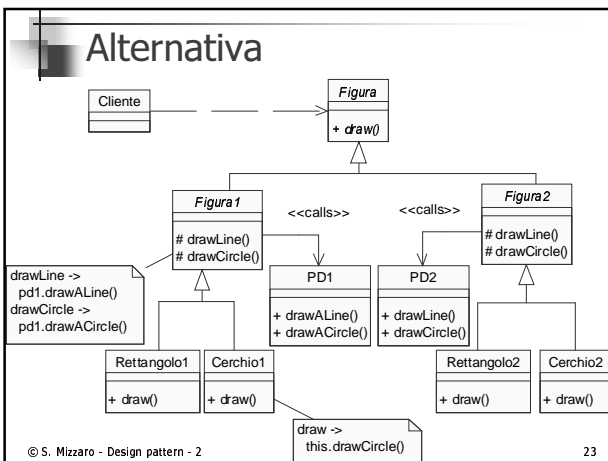 Alternativa
Cliente
Figura
+ draw()
Figura1
# drawLine()
# drawCircle()
<<calls>>
<<calls>>
Figura2
# drawLine()
# drawCircle()
drawLine ->
pd1.drawALine()
drawCircle ->
pd1.drawACircle()
PD1
+ drawALine()
+ drawACircle()
PD2
+ drawLine()
+ drawCircle()
Rettangolo1
+ draw()
Cerchio1
+ draw()
Rettangolo2
+ draw()
Cerchio2
+ draw()
draw ->
this.drawCircle()
© S. Mizzaro - Design pattern - 2
23